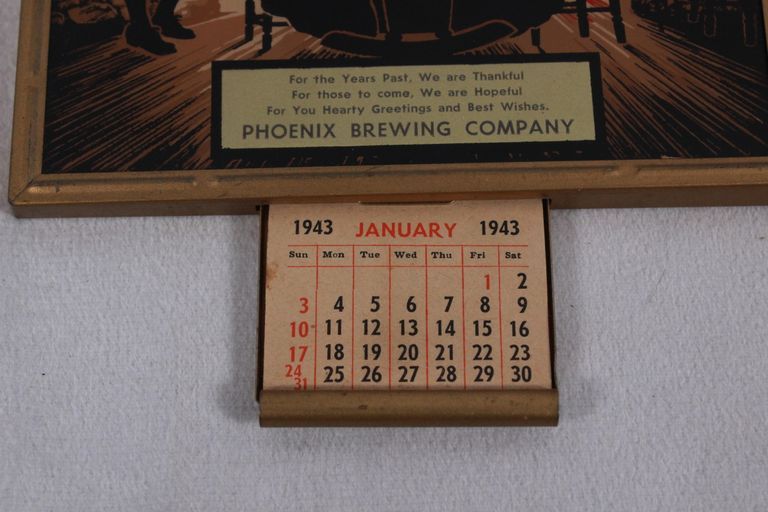 For the Years Past, We are Thankful
For those to come, We are Hopeful
For You Hearty Greetings and Best Wishes.
PHOENIX BREWING COMPANY
1943 JANUARY 1943
Sun Mon Tue Wed Thu Fri Sat
1 2
3 4 5 6 7 8 9
10 11 12 13 14 15 16
17 18 19 20 21 22 23
24 25 26 27 28 29 30
31